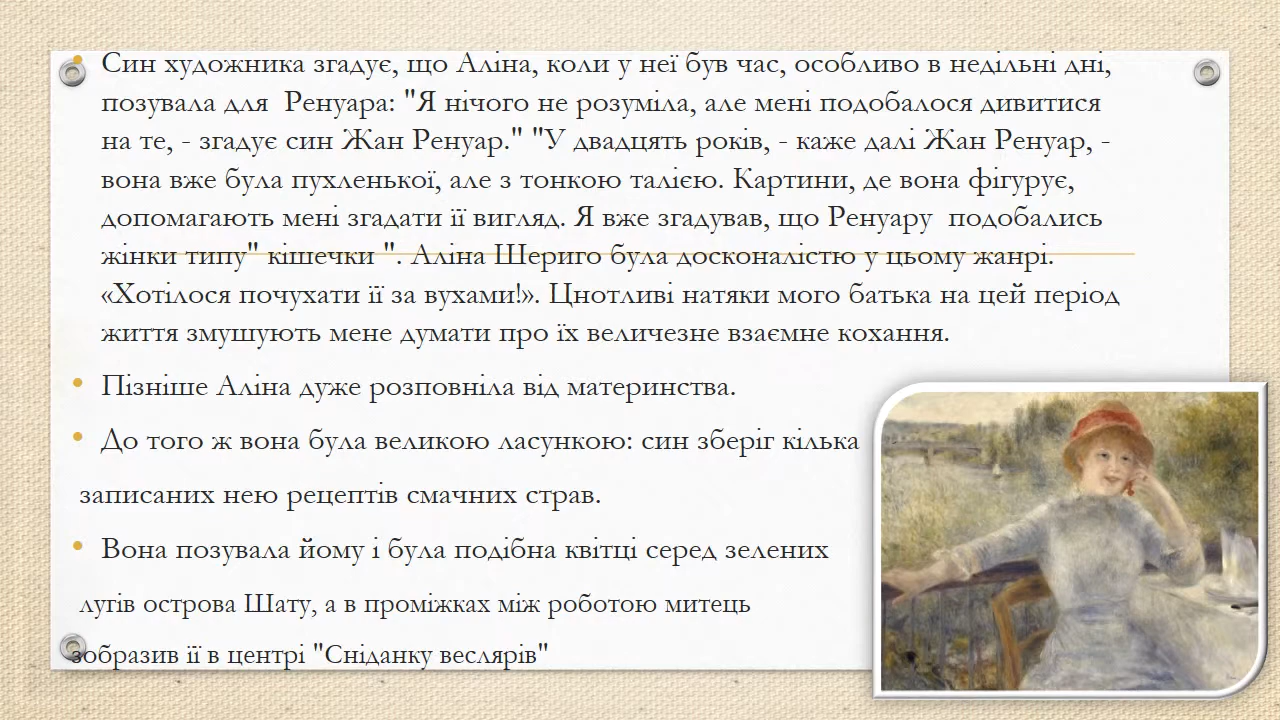 • Син художника згадує, що Аліна, коли у неї був час, особливо в недільні дні,
позувала для  Ренуара: "Я нічого не розуміла, але мені подобалося дивитися
на те, - згадує син Жан Ренуар." "У двадцять років, - каже далі Жан Ренуар, -
вона вже була пухленької, але з тонкою талією. Картини, де вона фігурує,
допомагають мені згадати її вигляд. Я вже згадував, що Ренуару  подобались
жінки типу" кішечки ". Аліна Шериго була досконалістю у цьому жанрі.
«Хотілося почухати її за вухами!». Цнотливі натяки мого батька на цей період
життя змушують мене думати про їх величезне взаємне кохання.
• Пізніше Аліна дуже розповніла від материнства.
• До того ж вона була великою ласункою: син зберіг кілька
записаних нею рецептів смачних страв.
• Вона позувала йому і була подібна квітці серед зелених
лугів острова Шату, а в проміжках між роботою митець
зобразив її в центрі "Сніданку веслярів"